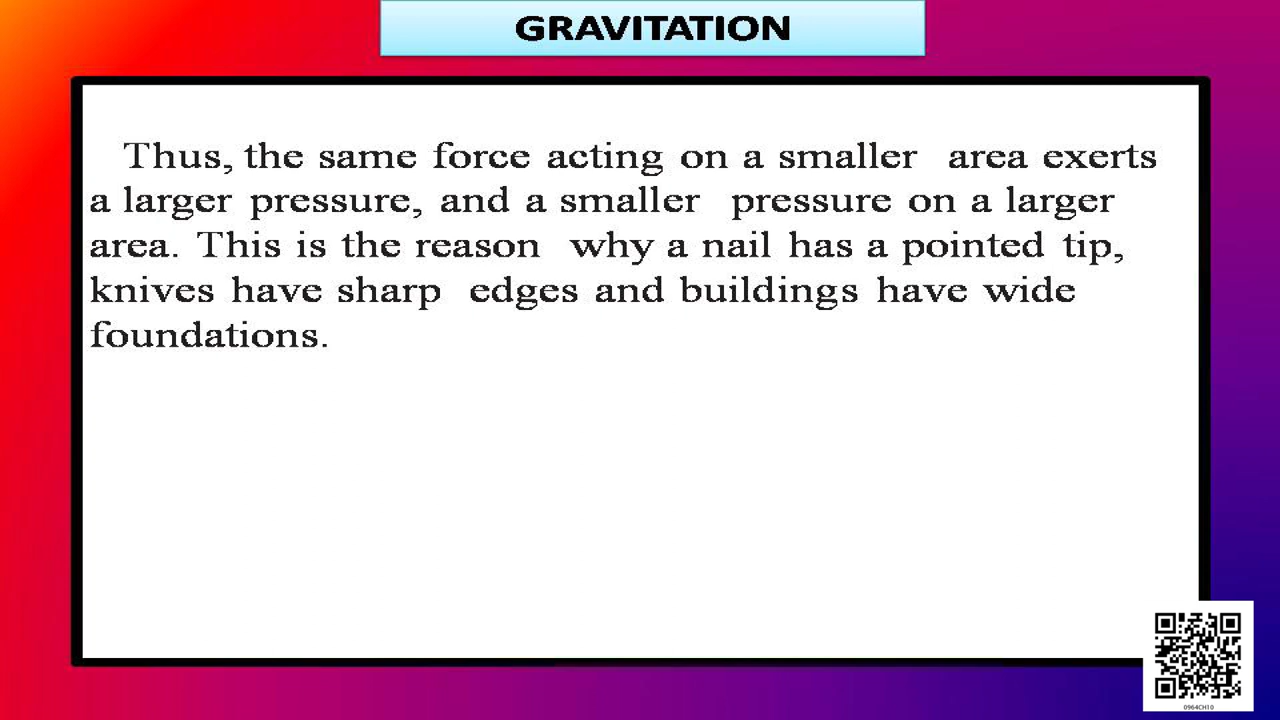 GRAVITATION
Thus, the same force acting on a smaller area exerts
a larger pressure, and a smaller pressure on a larger
area. This is the reason why a nail has a pointed tip,
knives have sharp edges and buildings have wide
foundations.
0964CH10